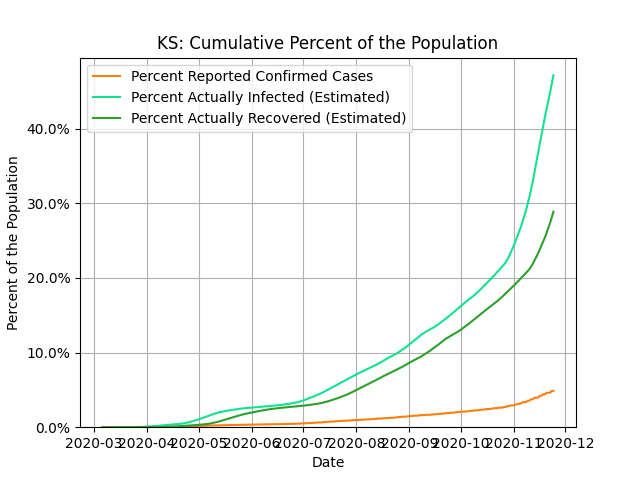 KS: Cumulative Percent of the Population
Percent Reported Confirmed Cases
Percent Actually Infected (Estimated)
Percent Actually Recovered (Estimated)
Percent of the Population
40.0%
30.0%
20.0%
10.0%
0.0%
2020-03 2020-04 2020-05 2020-06 2020-07 2020-08 2020-09 2020-10 2020-11 2020-12
Date